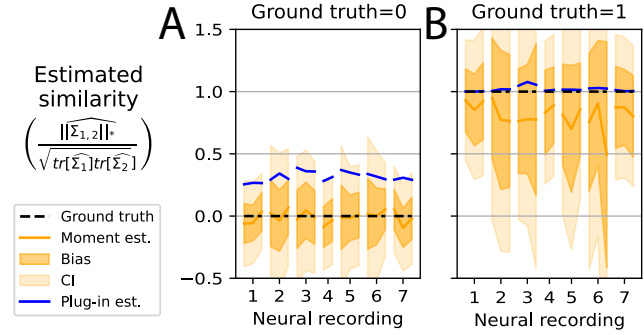 A
Ground truth=0
B
Ground truth=1
Estimated
similarity
( ||Σ̂₁,₂||* / √tr[Σ̂₁]tr[Σ̂₂] )
Ground truth
Moment est.
Bias
CI
Plug-in est.
1.5
1.0
0.5
0.0
−0.5
1 2 3 4 5 6 7
Neural recording
1 2 3 4 5 6 7
Neural recording